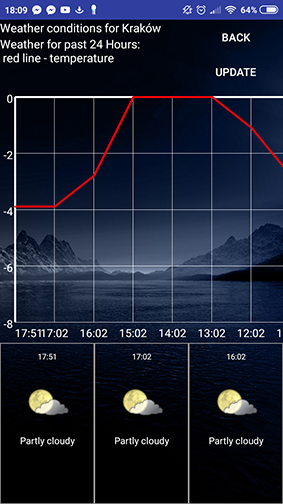 18:09 64%
Weather conditions for Kraków
Weather for past 24 Hours:
red line - temperature
BACK
UPDATE
0
-2
-4
-6
-8
17:51 17:02 16:02 15:02 14:02 13:02 12:02 1
17:51 17:02 16:02
Partly cloudy Partly cloudy Partly cloudy